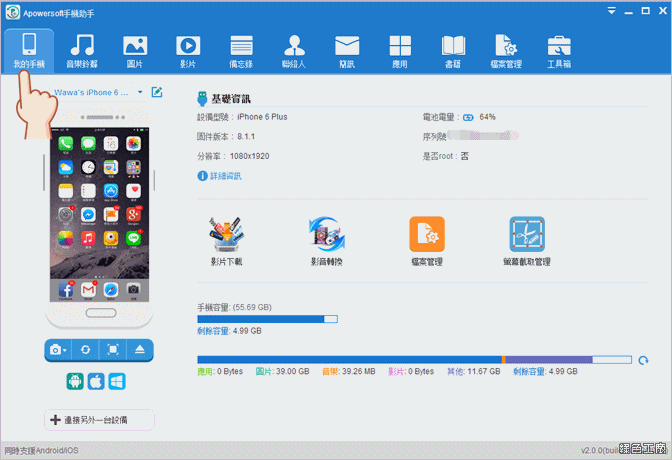 Apowersoft手機助手
我的手機 音樂鈴聲 圖片 影片 備忘錄 聯絡人 簡訊 應用 書籍 檔案管理 工具箱
Wawa's iPhone 6 ...
基礎資訊
設備型號: iPhone 6 Plus 電池電量: 64%
固件版本: 8.1.1 序列號
分辨率: 1080x1920 是否root: 否
詳細資訊
影片下載 影音轉換 檔案管理 螢幕截取管理
手機容量: (55.69 GB)
剩餘容量: 4.99 GB
應用: 0 Bytes 圖片: 39.00 GB 音樂: 39.26 MB 影片: 0 Bytes 其他: 11.67 GB 剩餘容量: 4.99 GB
連接另外一台設備
同時支援Android/iOS v2.0.0(buil
綠色工廠